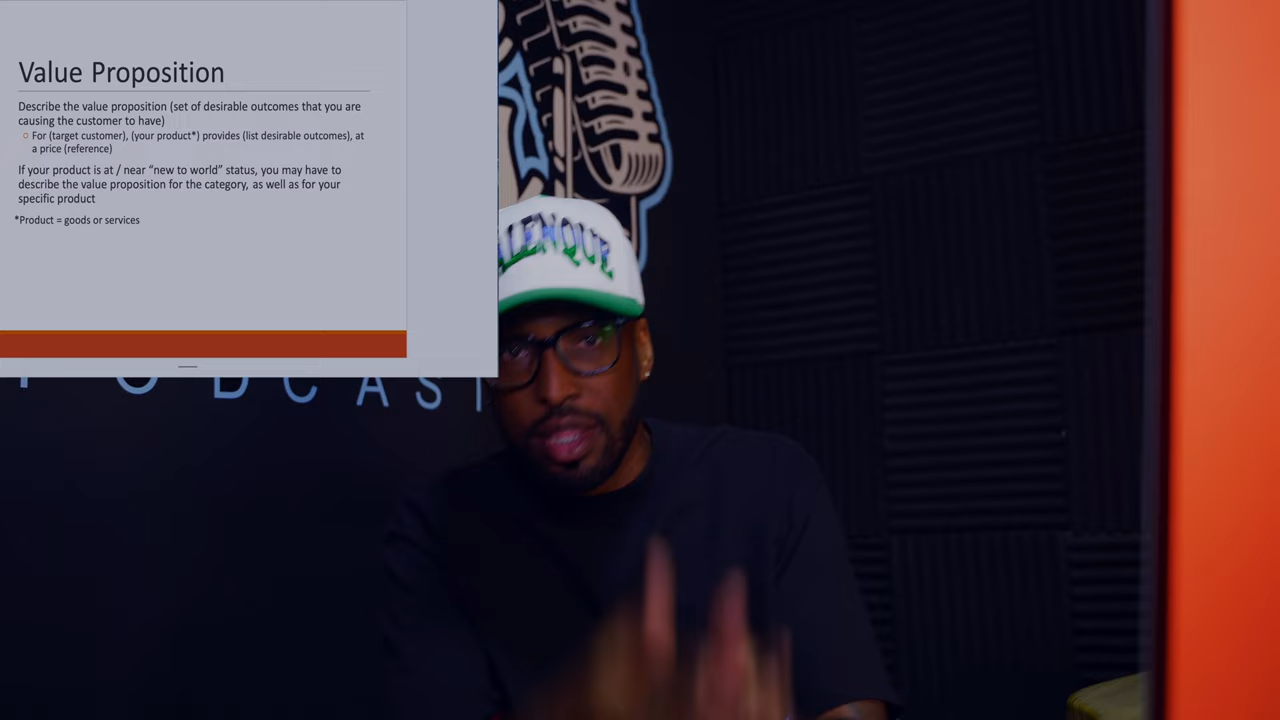 Value Proposition
Describe the value proposition (set of desirable outcomes that you are
causing the customer to have)
For (target customer), (your product*) provides (list desirable outcomes), at
a price (reference)
If your product is at / near “new to world” status, you may have to
describe the value proposition for the category, as well as for your
specific product
*Product = goods or services